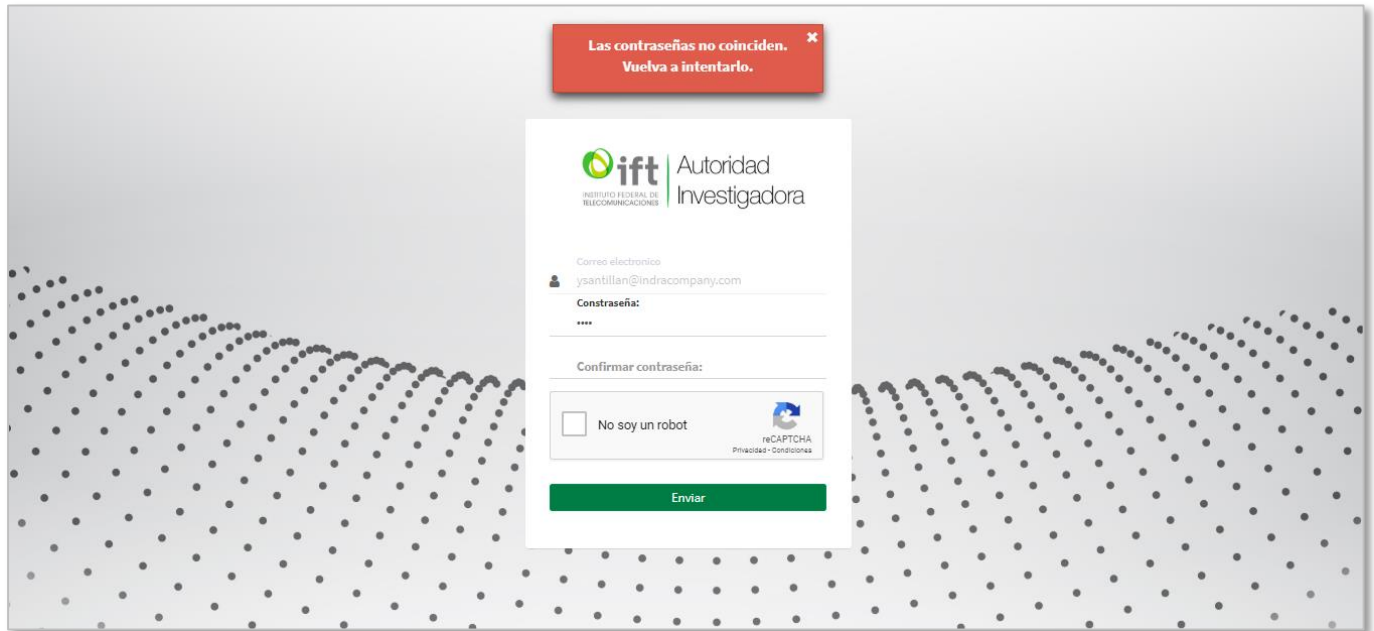 Las contraseñas no coinciden.
Vuelva a intentarlo.
ift
INSTITUTO FEDERAL DE
TELECOMUNICACIONES
Autoridad
Investigadora
Correo electronico
ysantillan@indracompany.com
Constraseña:
Confirmar contraseña:
No soy un robot
reCAPTCHA
Privacidad - Condiciones
Enviar